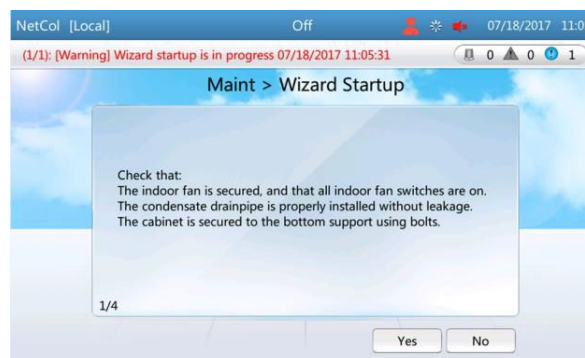 NetCol [Local] Off 07/18/2017 11:0
(1/1): [Warning] Wizard startup is in progress 07/18/2017 11:05:31 0 0 1
Maint > Wizard Startup
Check that:
The indoor fan is secured, and that all indoor fan switches are on.
The condensate drainpipe is properly installed without leakage.
The cabinet is secured to the bottom support using bolts.
1/4
Yes No